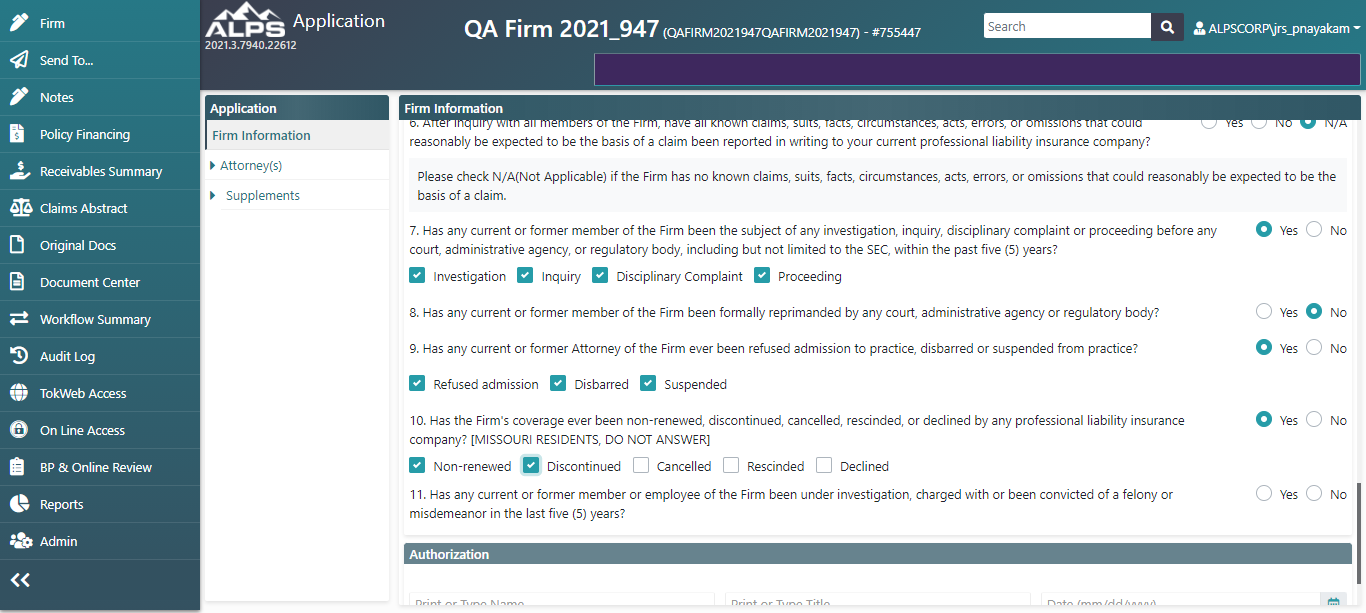 Firm
Send To...
Notes
Policy Financing
Receivables Summary
Claims Abstract
Original Docs
Document Center
Workflow Summary
Audit Log
TokWeb Access
On Line Access
BP & Online Review
Reports
Admin
ALPS Application
2021.3.7940.22612
QA Firm 2021_947 (QAFIRM2021947QAFIRM2021947) - #755447
Search
ALPSCORP\jrs_pnayakam
Application
Firm Information
Attorney(s)
Supplements
Firm Information
6. After inquiry with all members of the Firm, have all known claims, suits, facts, circumstances, acts, errors, or omissions that could Yes No N/A
reasonably be expected to be the basis of a claim been reported in writing to your current professional liability insurance company?
Please check N/A(Not Applicable) if the Firm has no known claims, suits, facts, circumstances, acts, errors, or omissions that could reasonably be expected to be the
basis of a claim.
7. Has any current or former member of the Firm been the subject of any investigation, inquiry, disciplinary complaint or proceeding before any Yes No
court, administrative agency, or regulatory body, including but not limited to the SEC, within the past five (5) years?
Investigation Inquiry Disciplinary Complaint Proceeding
8. Has any current or former member of the Firm been formally reprimanded by any court, administrative agency or regulatory body? Yes No
9. Has any current or former Attorney of the Firm ever been refused admission to practice, disbarred or suspended from practice? Yes No
Refused admission Disbarred Suspended
10. Has the Firm's coverage ever been non-renewed, discontinued, cancelled, rescinded, or declined by any professional liability insurance Yes No
company? [MISSOURI RESIDENTS, DO NOT ANSWER]
Non-renewed Discontinued Cancelled Rescinded Declined
11. Has any current or former member or employee of the Firm been under investigation, charged with or been convicted of a felony or Yes No
misdemeanor in the last five (5) years?
Authorization
Print or Type Name Print or Type Title Date (mm/dd/yyyy)